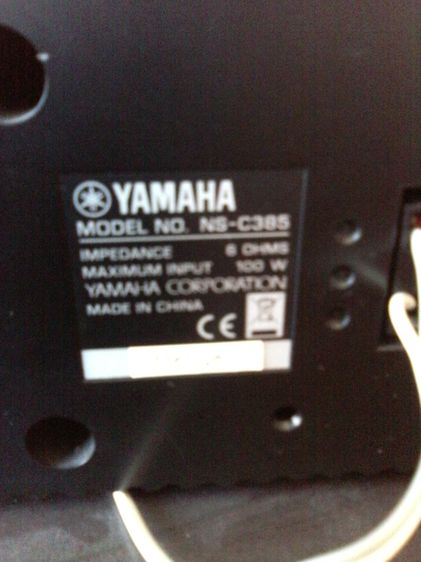 YAMAHA
MODEL NO. NS-C385
IMPEDANCE 6 OHMS
MAXIMUM INPUT 100 W
YAMAHA CORPORATION
MADE IN CHINA
CE